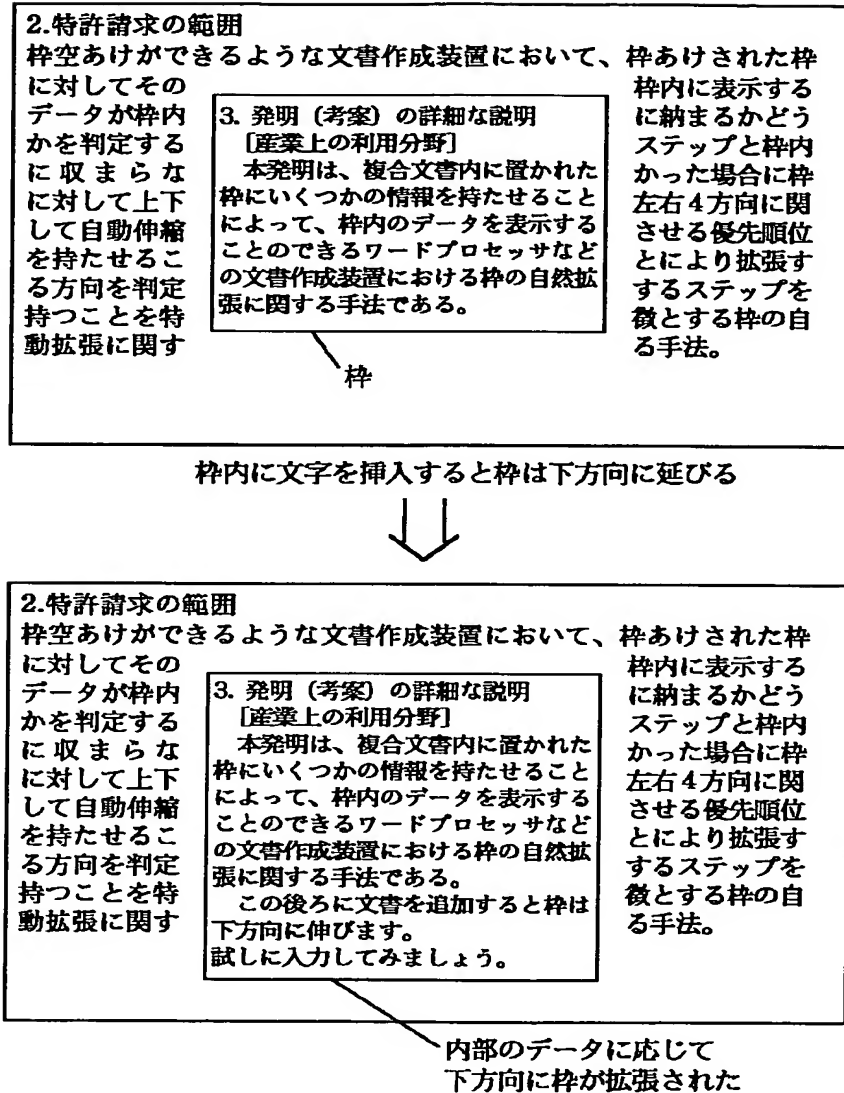 2.特許請求の範囲
枠空あけができるような文書作成装置において、枠あけされた枠
に対してその 枠内に表示する
データが枠内 に納まるかどう
かを判定する ステップと枠内
に収まらな かった場合に枠
に対して上下 左右4方向に関
して自動伸縮 させる優先順位
を持たせるこ とにより拡張す
る方向を判定 するステップを
持つことを特 徴とする枠の自
動拡張に関す る手法。
3. 発明（考案）の詳細な説明
［産業上の利用分野］
本発明は、複合文書内に置かれた
枠にいくつかの情報を持たせること
によって、枠内のデータを表示する
ことのできるワードプロセッサなど
の文書作成装置における枠の自然拡
張に関する手法である。
枠
枠内に文字を挿入すると枠は下方向に延びる
2.特許請求の範囲
枠空あけができるような文書作成装置において、枠あけされた枠
に対してその 枠内に表示する
データが枠内 に納まるかどう
かを判定する ステップと枠内
に収まらな かった場合に枠
に対して上下 左右4方向に関
して自動伸縮 させる優先順位
を持たせるこ とにより拡張す
る方向を判定 するステップを
持つことを特 徴とする枠の自
動拡張に関す る手法。
3. 発明（考案）の詳細な説明
［産業上の利用分野］
本発明は、複合文書内に置かれた
枠にいくつかの情報を持たせること
によって、枠内のデータを表示する
ことのできるワードプロセッサなど
の文書作成装置における枠の自然拡
張に関する手法である。
この後ろに文書を追加すると枠は
下方向に伸びます。
試しに入力してみましょう。
内部のデータに応じて
下方向に枠が拡張された